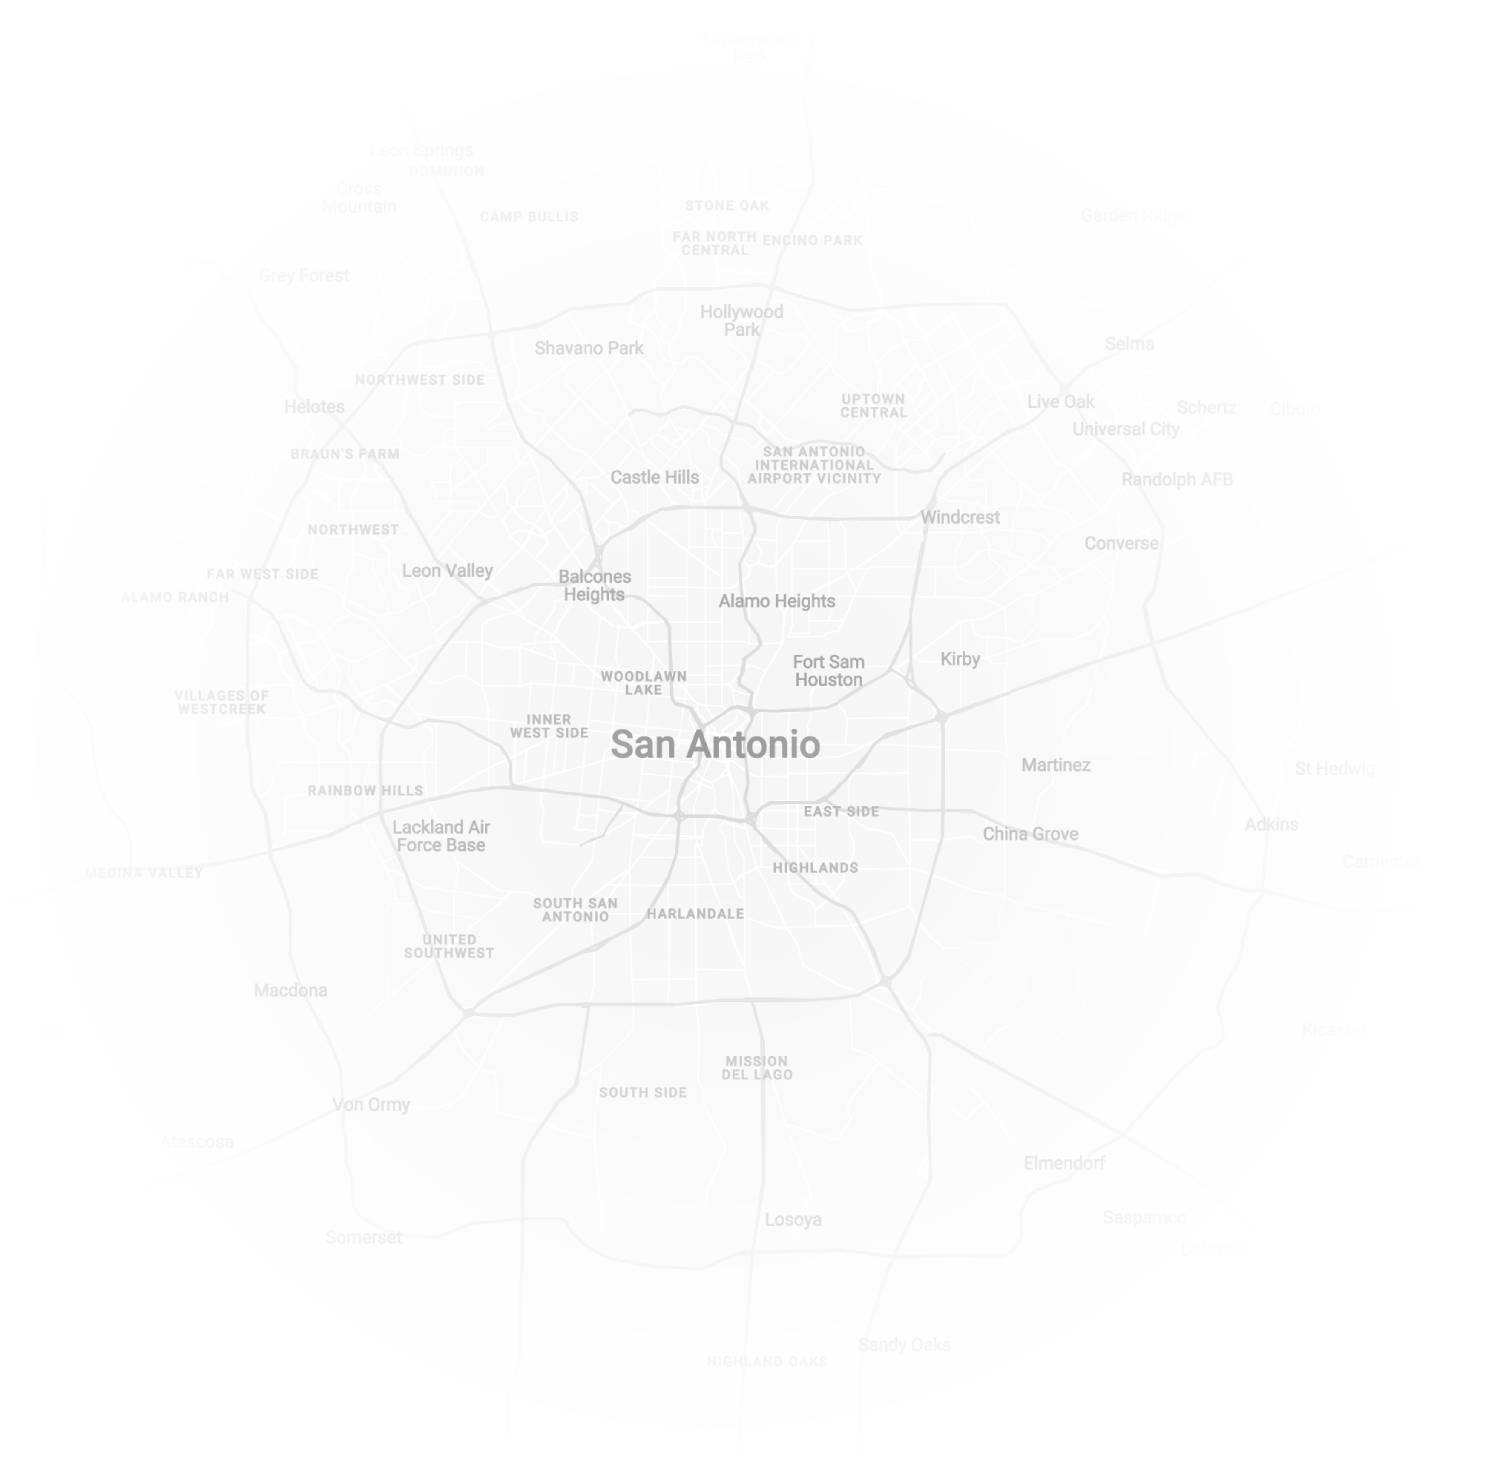 Park
Leon Springs
DOMINION
Cross
Mountain
CAMP BULLIS
STONE OAK
Garden Ridge
FAR NORTH
CENTRAL
ENCINO PARK
Grey Forest
Hollywood
Park
Shavano Park
Selma
NORTHWEST SIDE
Helotes
UPTOWN
CENTRAL
Live Oak
Schertz
Cibolo
Universal City
BRAUN'S FARM
SAN ANTONIO
INTERNATIONAL
AIRPORT VICINITY
Castle Hills
Randolph AFB
Windcrest
NORTHWEST
Converse
Leon Valley
FAR WEST SIDE
Balcones
Heights
ALAMO RANCH
Alamo Heights
Fort Sam
Houston
Kirby
WOODLAWN
LAKE
VILLAGES OF
WESTCREEK
INNER
WEST SIDE
San Antonio
Martinez
St Hedwig
RAINBOW HILLS
EAST SIDE
Lackland Air
Force Base
China Grove
Adkins
Carpenter
MEDINA VALLEY
HIGHLANDS
SOUTH SAN
ANTONIO
HARLANDALE
UNITED
SOUTHWEST
Macdona
Kicaster
MISSION
DEL LAGO
SOUTH SIDE
Von Ormy
Atascosa
Elmendorf
Losoya
Saspamco
Somerset
Sandy Oaks
HIGHLAND OAKS